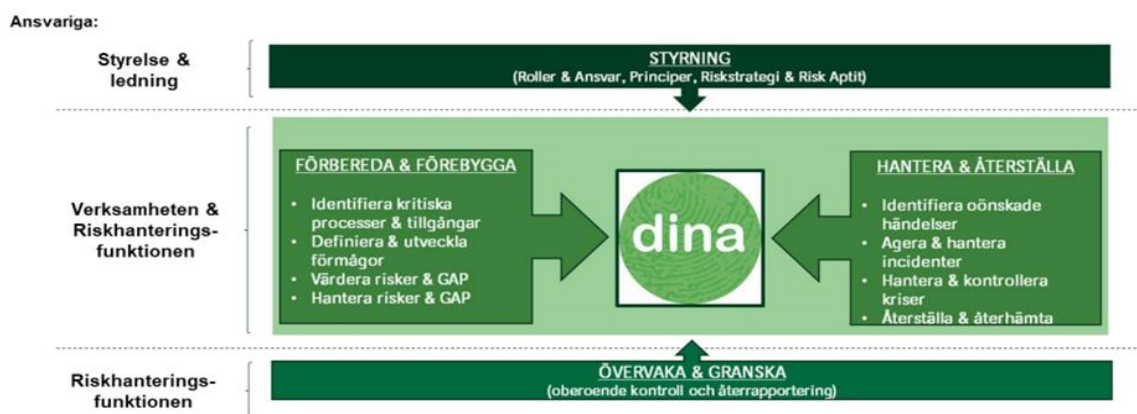 Ansvariga:
Styrelse &
ledning
STYRNING
(Roller & Ansvar, Principer, Riskstrategi & Risk Aptit)
Verksamheten &
Riskhanterings-
funktionen
FÖRBEREDA & FÖREBYGGA
• Identifiera kritiska
processer & tillgångar
• Definiera & utveckla
förmågor
• Värdera risker & GAP
• Hantera risker & GAP
dina
HANTERA & ÅTERSTÄLLA
• Identifiera oönskade
händelser
• Agera & hantera
incidenter
• Hantera & kontrollera
kriser
• Återställa & återhämta
Riskhanterings-
funktionen
ÖVERVAKA & GRANSKA
(oberoende kontroll och återrapportering)